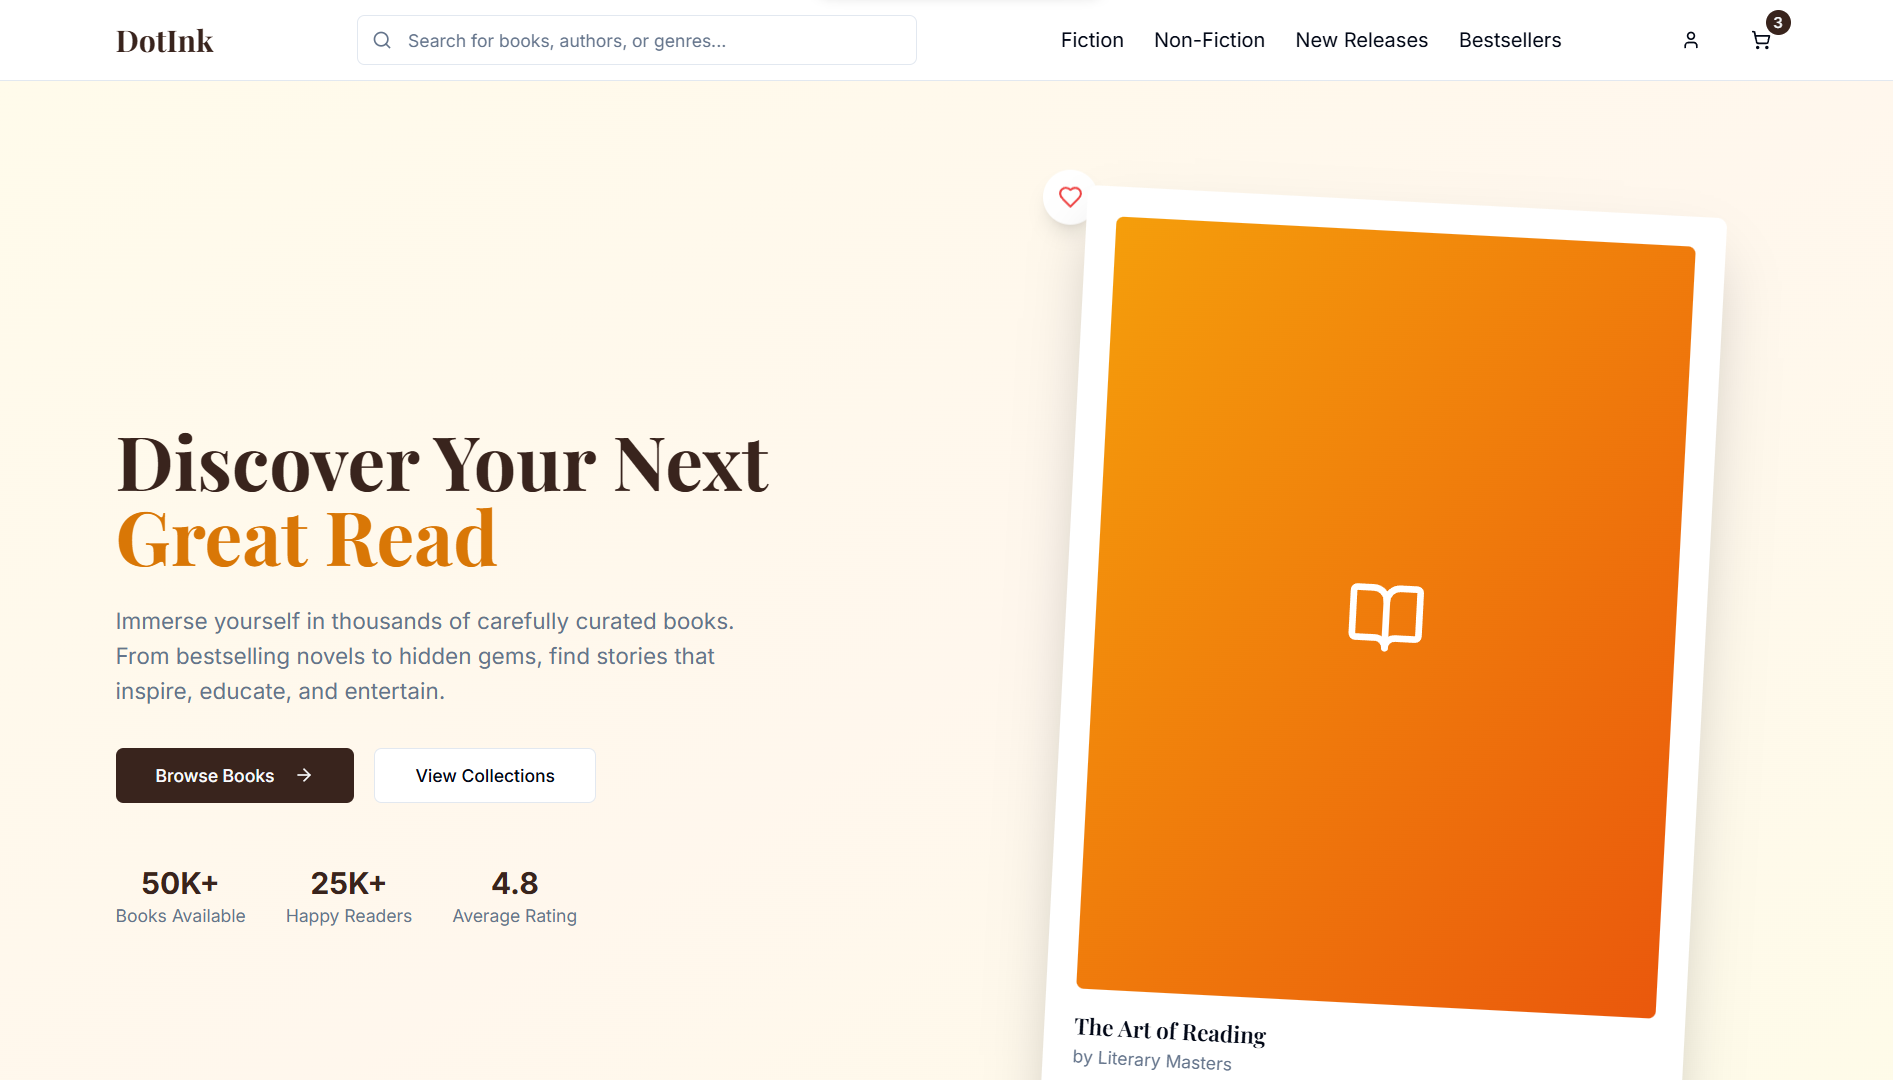 DotInk
Search for books, authors, or genres...
Fiction
Non-Fiction
New Releases
Bestsellers
3
Discover Your Next
Great Read
Immerse yourself in thousands of carefully curated books.
From bestselling novels to hidden gems, find stories that
inspire, educate, and entertain.
Browse Books
View Collections
50K+
Books Available
25K+
Happy Readers
4.8
Average Rating
The Art of Reading
by Literary Masters